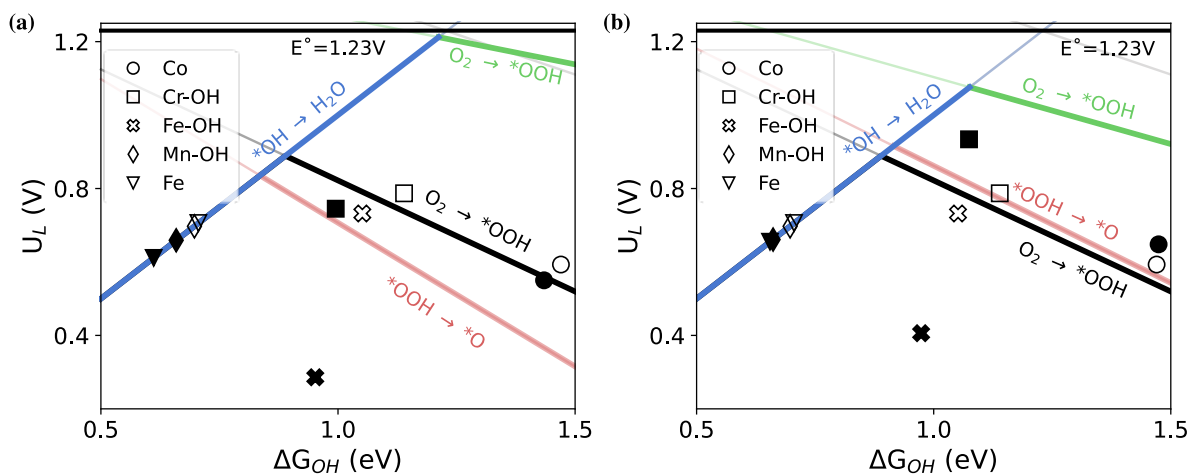 (a)
E°=1.23V
Co
Cr-OH
Fe-OH
Mn-OH
Fe
*OH → H₂O
O₂ → *OOH
O₂ → *OOH
*OOH → *O
1.2
0.8
0.4
U_L (V)
0.5
1.0
1.5
ΔG_OH (eV)
(b)
E°=1.23V
Co
Cr-OH
Fe-OH
Mn-OH
Fe
*OH → H₂O
O₂ → *OOH
*OOH → *O
O₂ → *OOH
1.2
0.8
0.4
U_L (V)
0.5
1.0
1.5
ΔG_OH (eV)